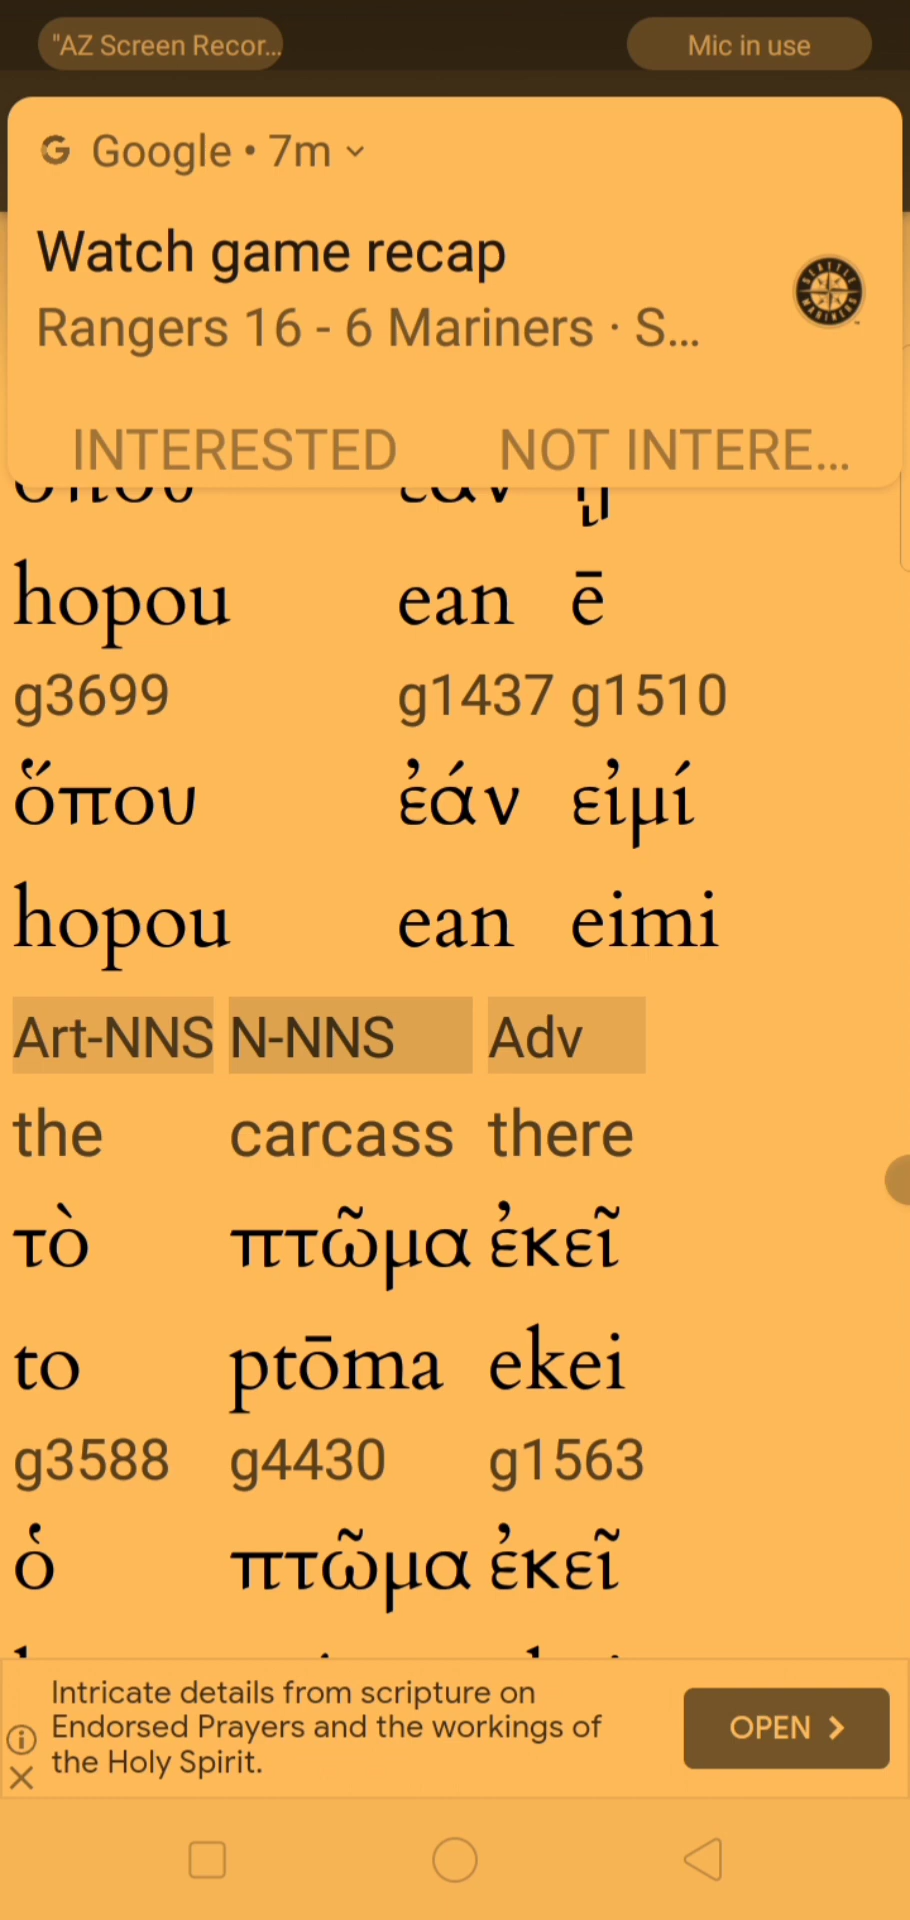 "AZ Screen Recor... Mic in use
Google • 7m
Watch game recap
Rangers 16 - 6 Mariners · S...
INTERESTED NOT INTERE...
hopou ean ē
g3699 g1437 g1510
ὅπου ἐάν εἰμί
hopou ean eimi
Art-NNS N-NNS Adv
the carcass there
τὸ πτῶμα ἐκεῖ
to ptōma ekei
g3588 g4430 g1563
ὁ πτῶμα ἐκεῖ
Intricate details from scripture on
Endorsed Prayers and the workings of
the Holy Spirit.
OPEN